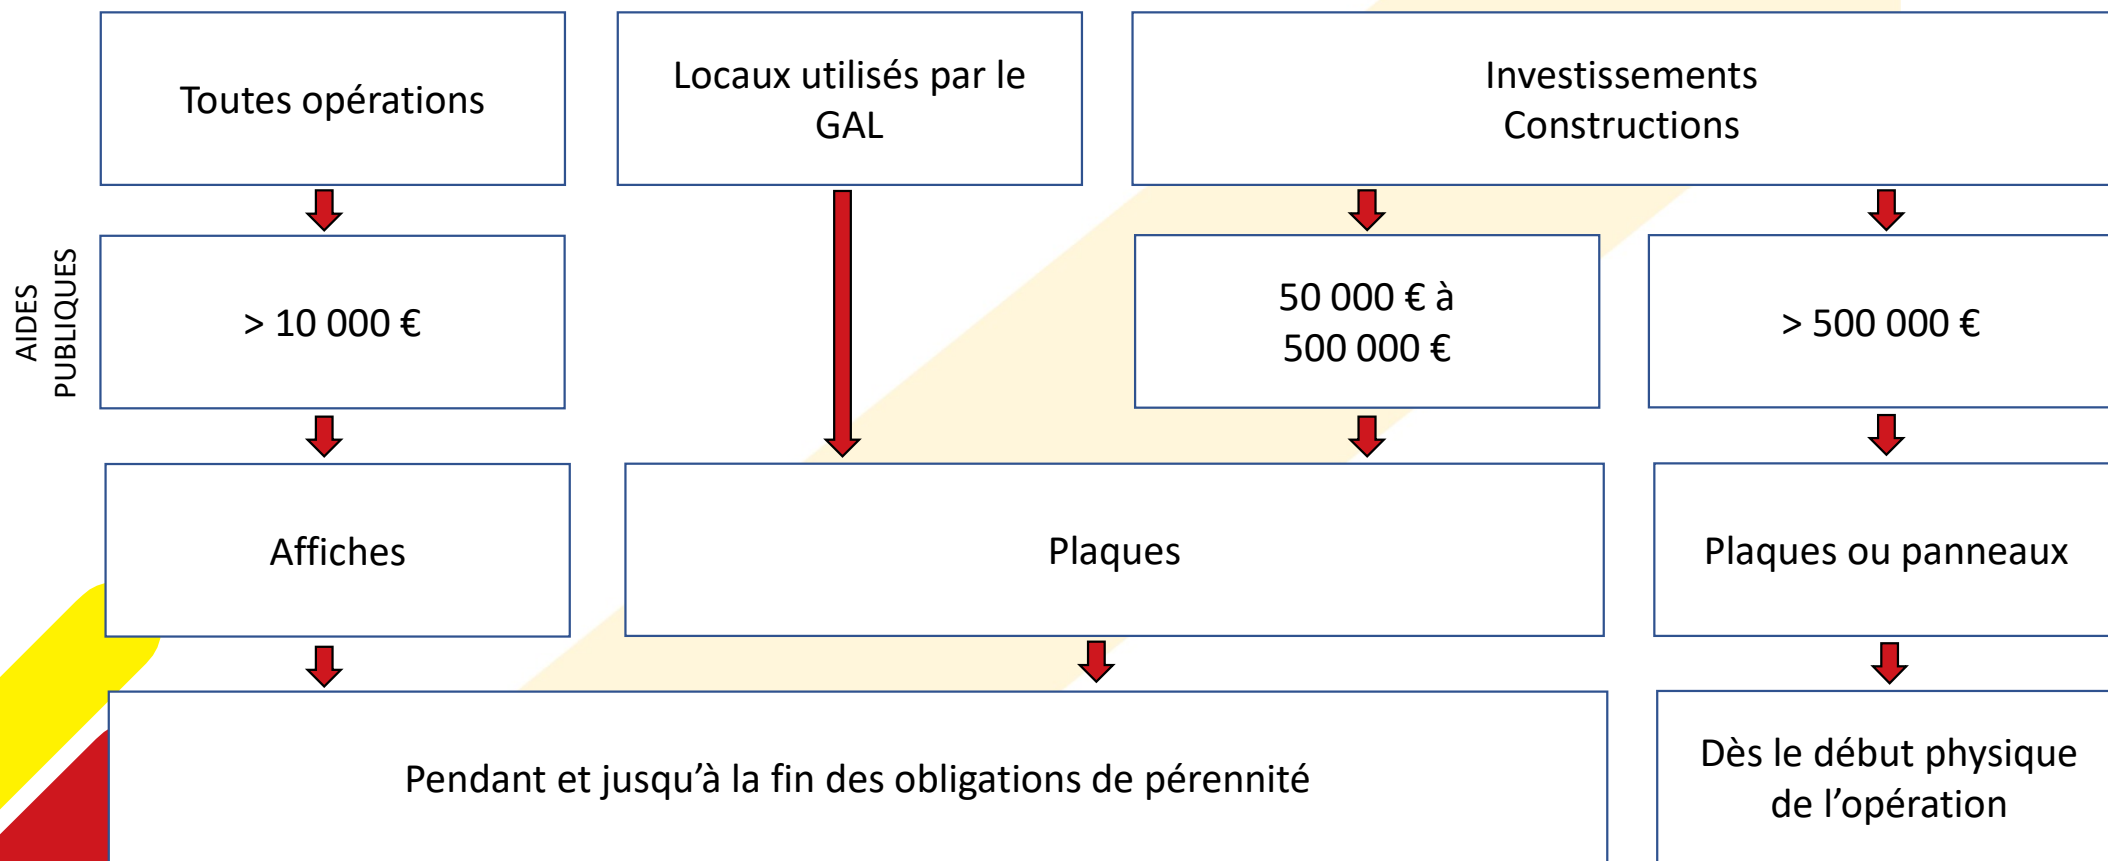 Toutes opérations
Locaux utilisés par le
GAL
Investissements
Constructions
AIDES
PUBLIQUES
> 10 000 €
50 000 € à
500 000 €
> 500 000 €
Affiches
Plaques
Plaques ou panneaux
Pendant et jusqu’à la fin des obligations de pérennité
Dès le début physique
de l’opération